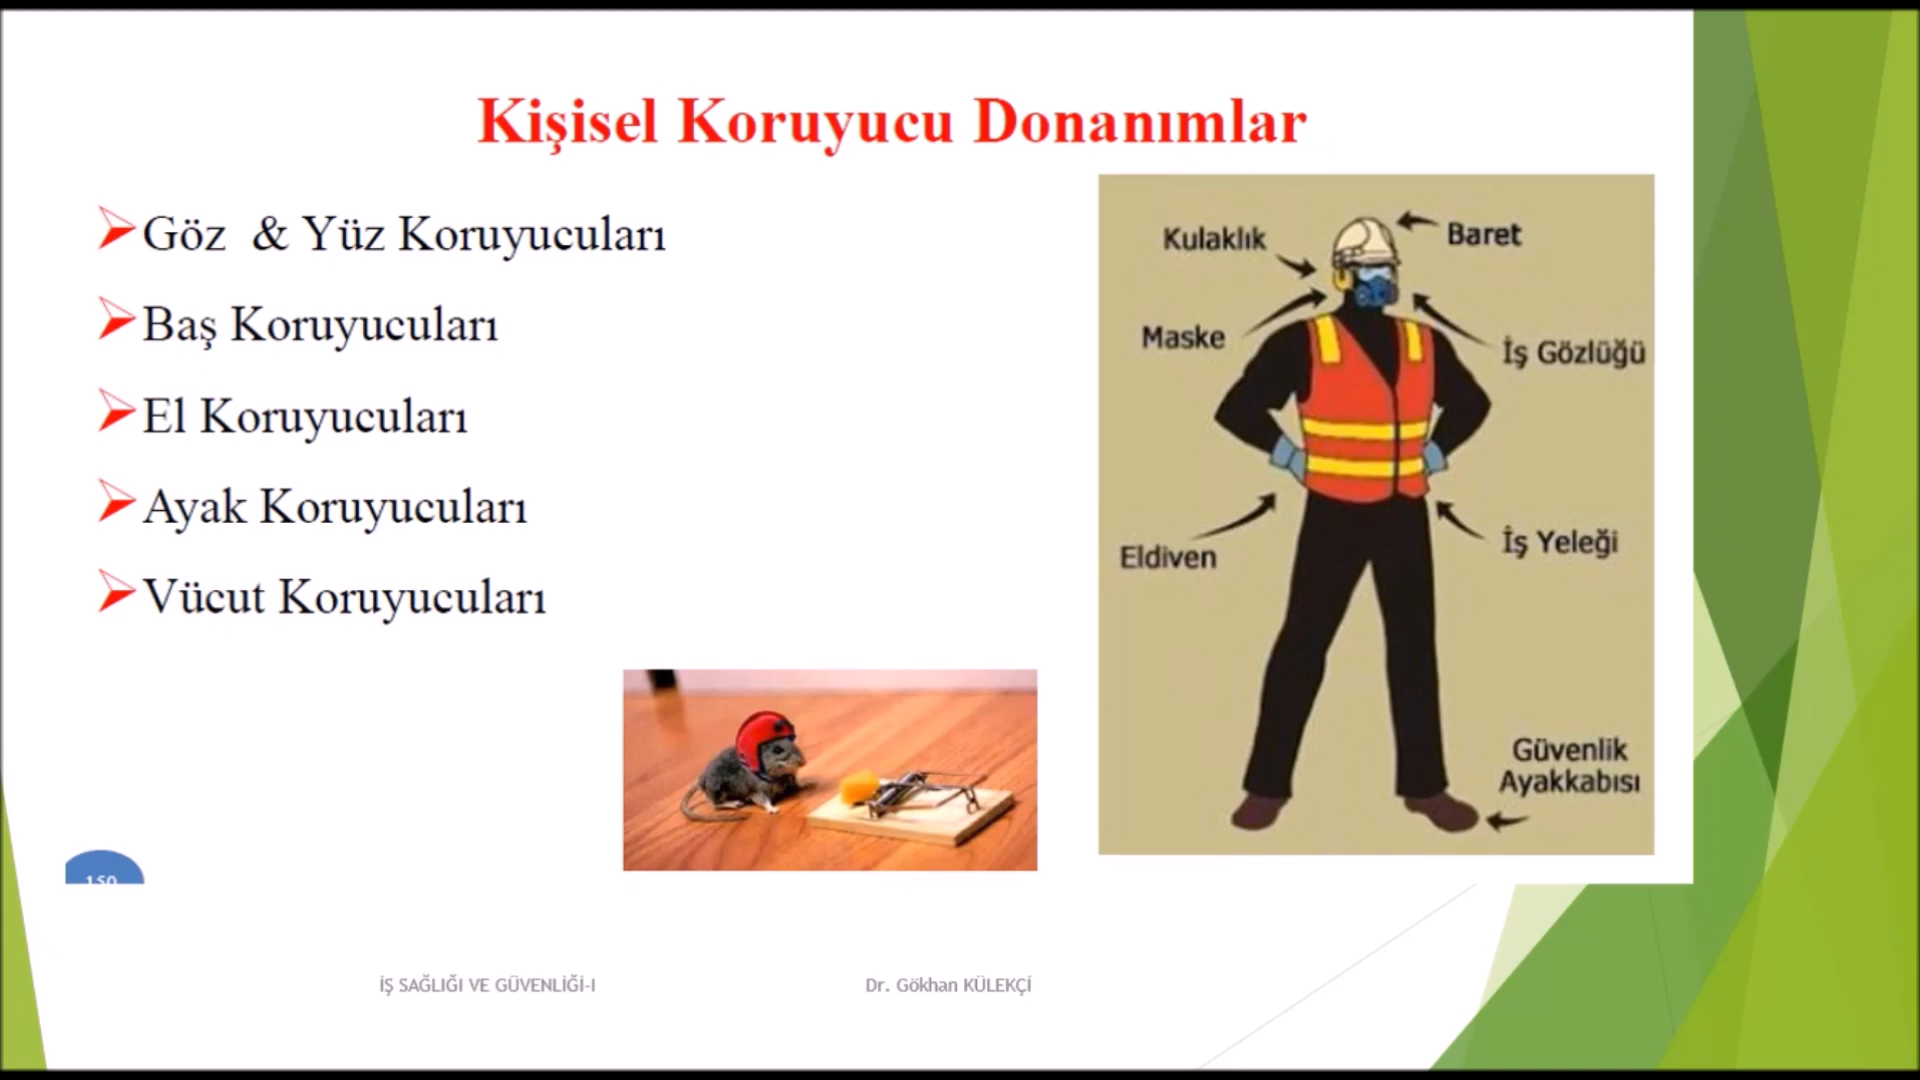 Kişisel Koruyucu Donanımlar
Göz & Yüz Koruyucuları
Baş Koruyucuları
El Koruyucuları
Ayak Koruyucuları
Vücut Koruyucuları
Kulaklık
Baret
Maske
İş Gözlüğü
Eldiven
İş Yeleği
Güvenlik
Ayakkabısı
150
İŞ SAĞLIĞI VE GÜVENLİĞİ-I
Dr. Gökhan KÜLEKÇİ